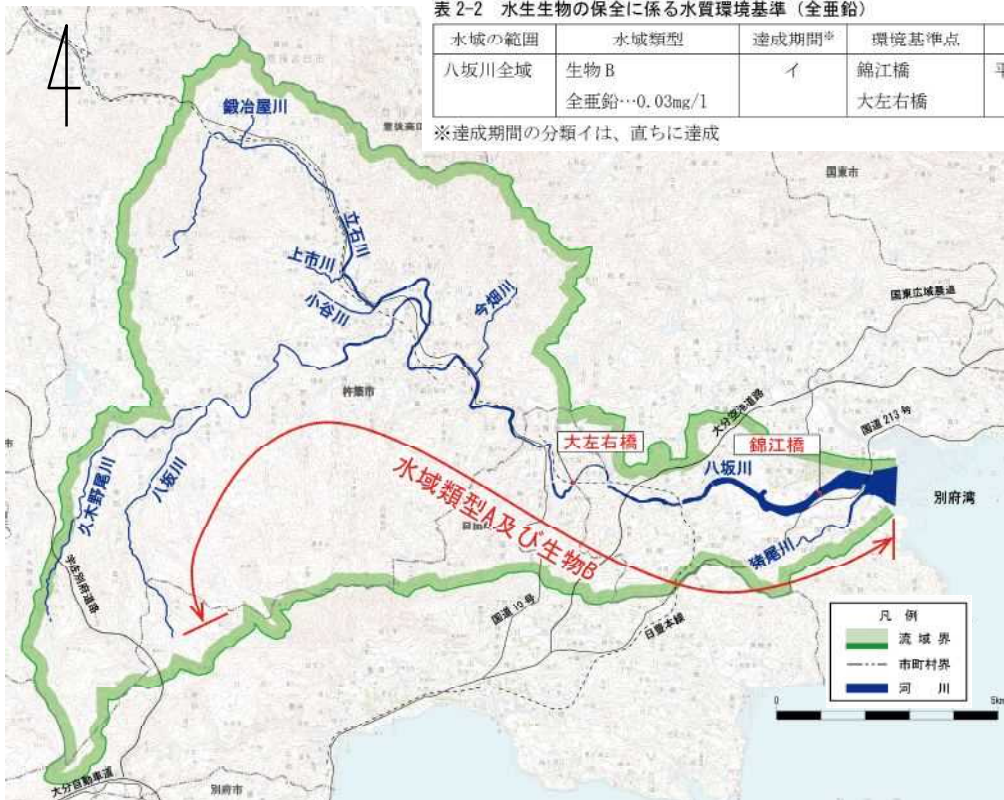 表 2-2 水生生物の保全に係る水質環境基準（全亜鉛）
水域の範囲 水域類型 達成期間※ 環境基準点
八坂川全域 生物B イ 錦江橋 平
全亜鉛…0.03mg/l 大左右橋
※達成期間の分類イは、直ちに達成
豊後高田市
鍛冶屋川
国東市
立石川
上市川
小谷川
今畑川
国東広域農道
杵築市
大分空港道路
国道213号
大左右橋
錦江橋
八坂川
別府湾
久木野尾川
八坂川
水域類型A及び生物B
猪尾川
宇佐別府道路
国道10号
日豊本線
凡 例
流 域 界
市町村界
河 川
0 5km
大分自動車道
別府市